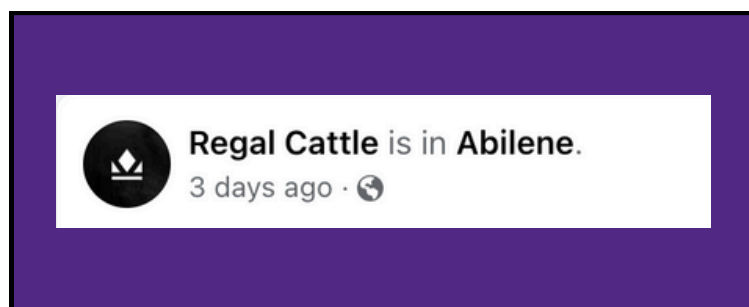 Regal Cattle is in Abilene.
3 days ago ·